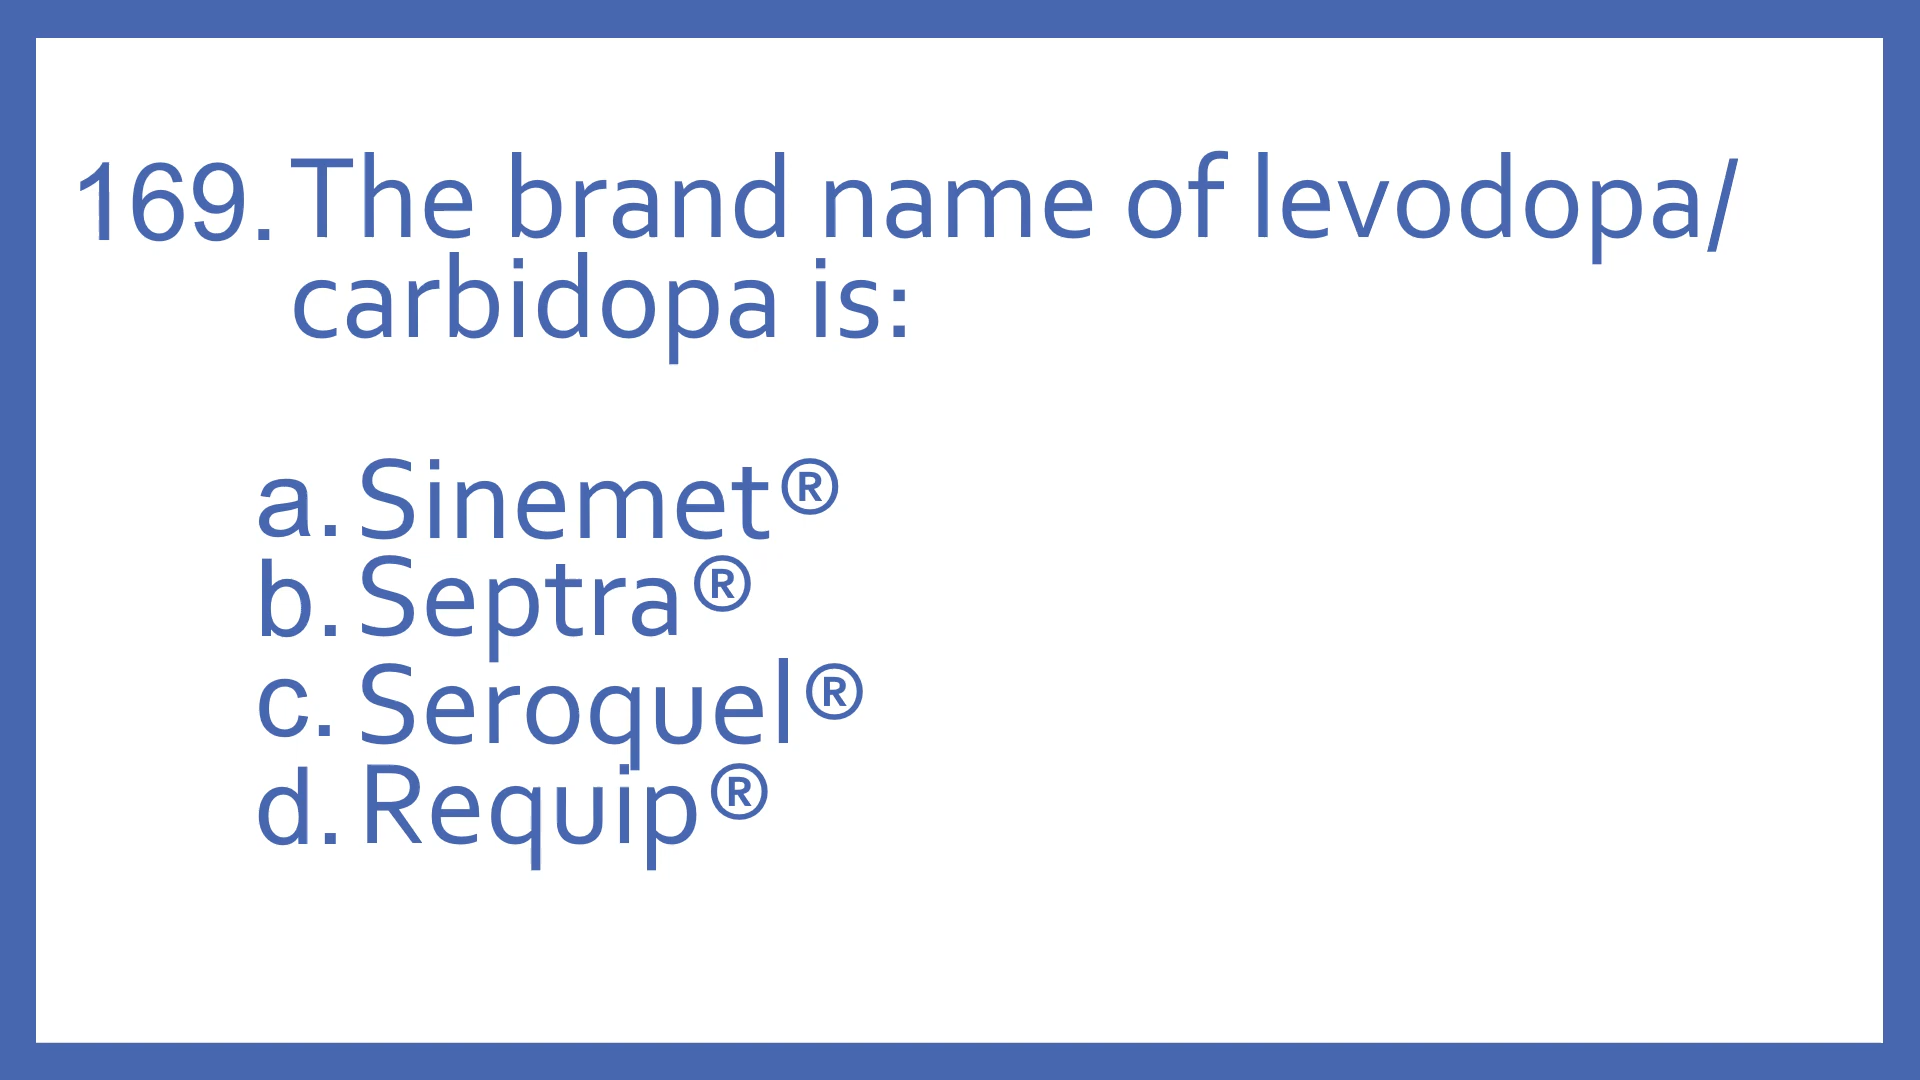 169. The brand name of levodopa/
carbidopa is:
a. Sinemet®
b. Septra®
c. Seroquel®
d. Requip®